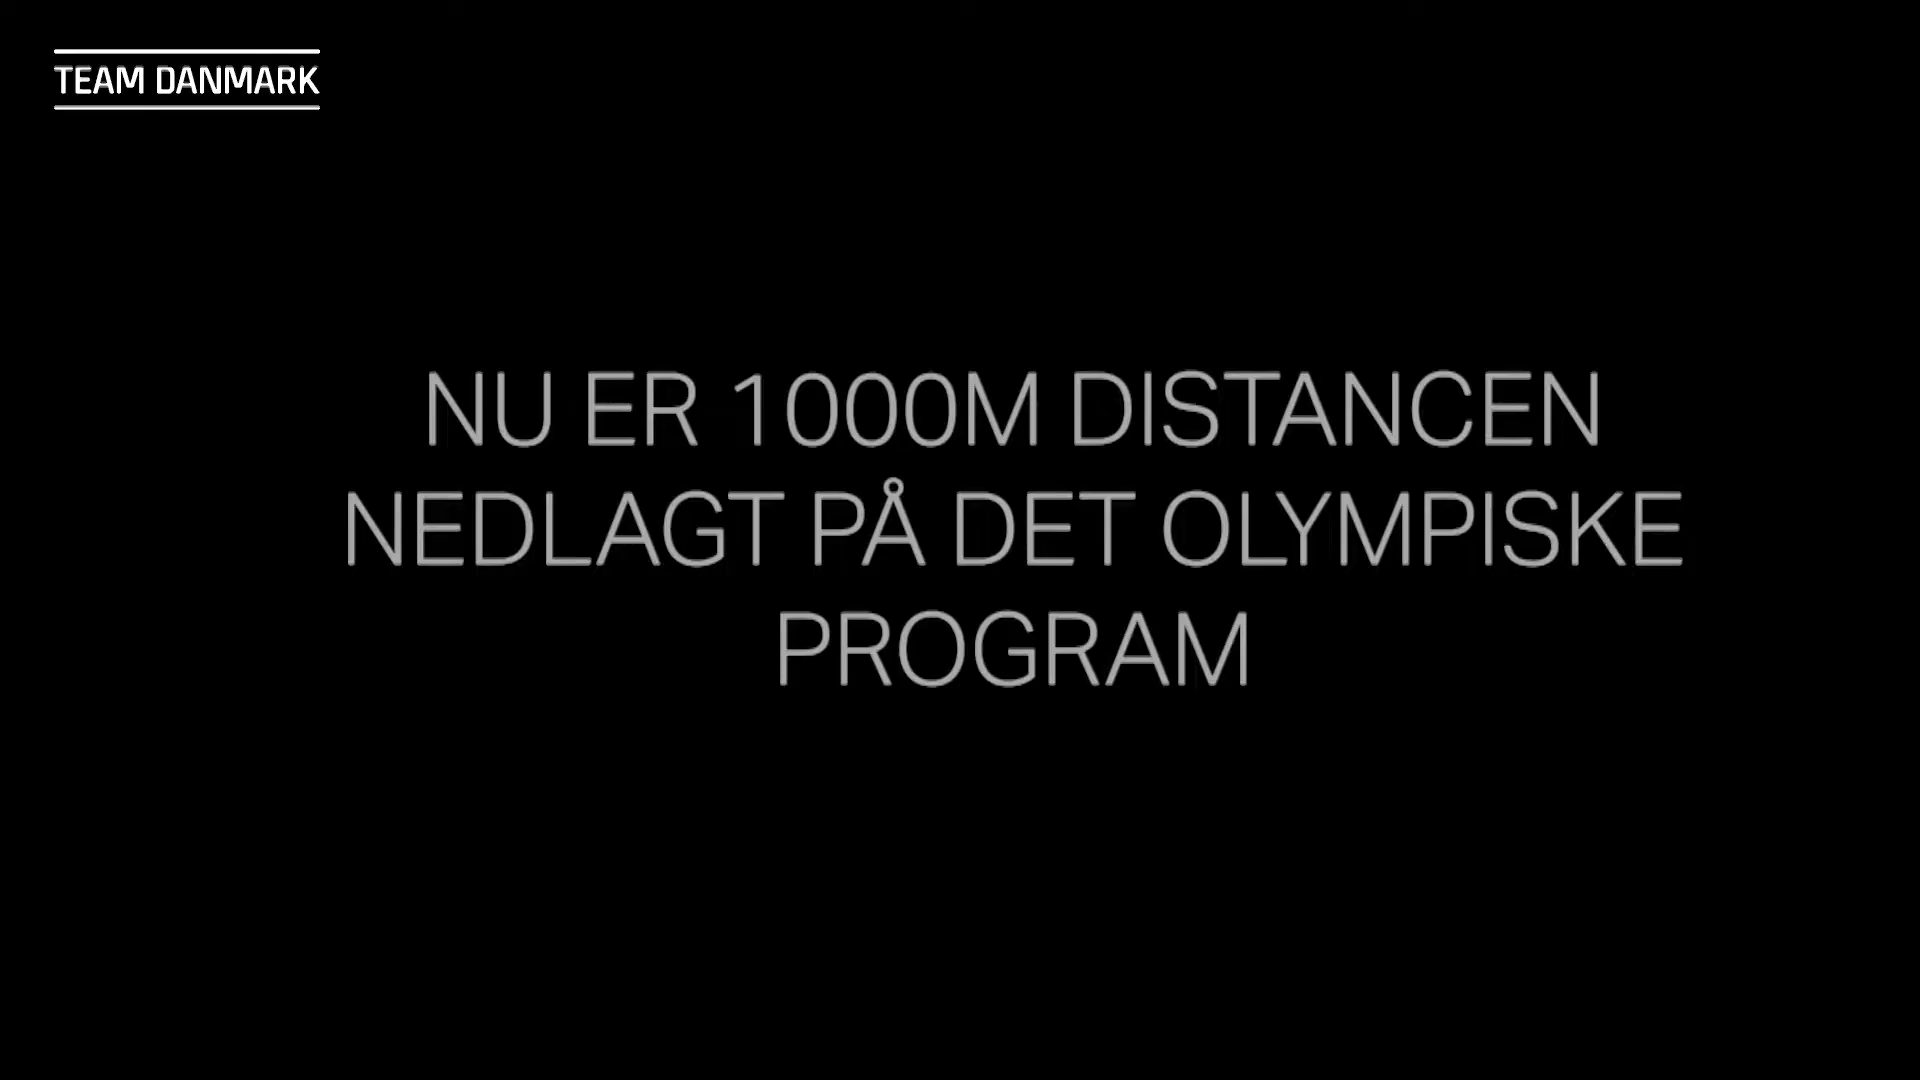 TEAM DANMARK
NU ER 1000M DISTANCEN
NEDLAGT PÅ DET OLYMPISKE
PROGRAM